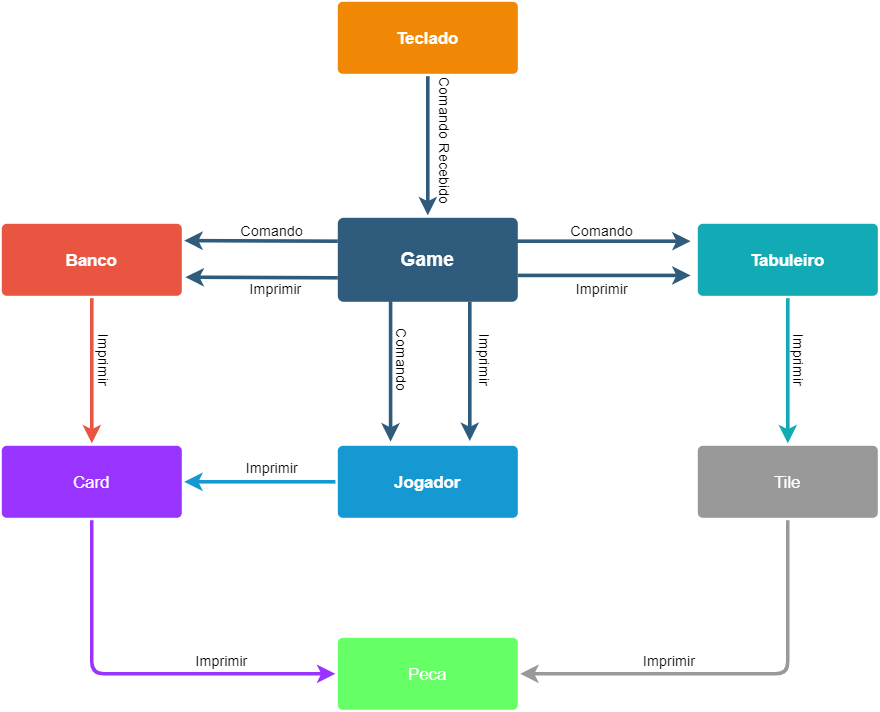 Teclado
Comando Recebido
Comando
Comando
Banco
Game
Tabuleiro
Imprimir
Imprimir
Imprimir
Comando
Imprimir
Imprimir
Card
Imprimir
Jogador
Tile
Imprimir
Imprimir
Peca